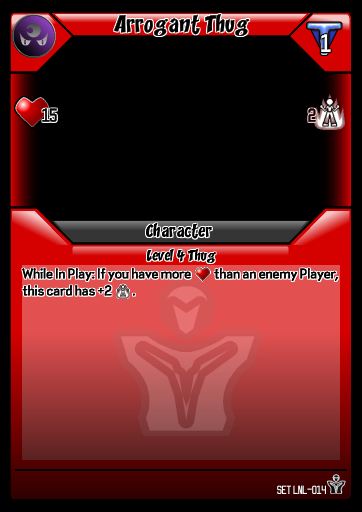 Arrogant Thug
1
15
2
Character
Level 4 Thug
While In Play: If you have more than an enemy Player,
this card has +2 .
SET LNL-014